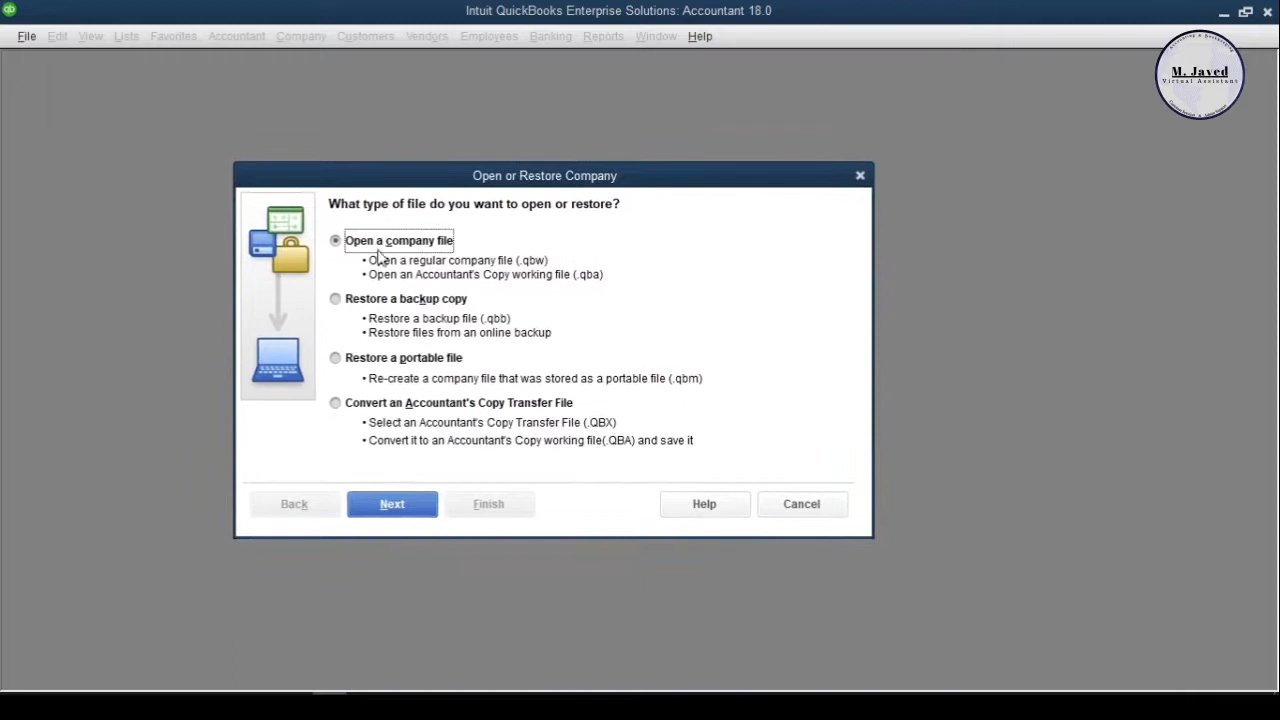 qb
Intuit QuickBooks Enterprise Solutions: Accountant 18.0
File Edit View Lists Favorites Accountant Company Customers Vendors Employees Banking Reports Window Help
M. Javed
Virtual Assistant
Open or Restore Company
What type of file do you want to open or restore?
Open a company file
• Open a regular company file (.qbw)
• Open an Accountant's Copy working file (.qba)
Restore a backup copy
• Restore a backup file (.qbb)
• Restore files from an online backup
Restore a portable file
• Re-create a company file that was stored as a portable file (.qbm)
Convert an Accountant's Copy Transfer File
• Select an Accountant's Copy Transfer File (.QBX)
• Convert it to an Accountant's Copy working file(.QBA) and save it
Back Next Finish Help Cancel